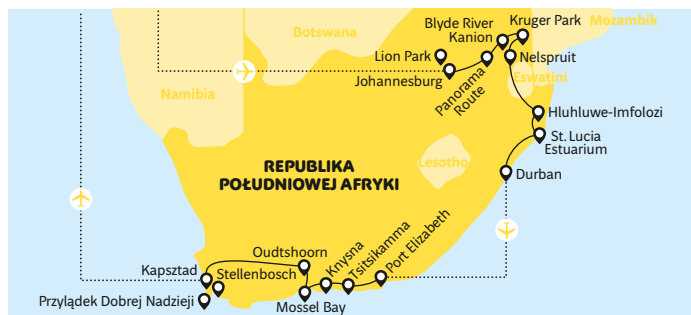 Botswana
Mozambik
Blyde River
Kanion
Kruger Park
Lion Park
Nelspruit
Johannesburg
Panorama
Route
Eswatini
Namibia
Hluhluwe-Imfolozi
St. Lucia
Estuarium
Lesotho
REPUBLIKA
POŁUDNIOWEJ AFRYKI
Durban
Oudtshoorn
Knysna
Tsitsikamma
Port Elizabeth
Kapsztad
Stellenbosch
Przylądek Dobrej Nadzieji
Mossel Bay